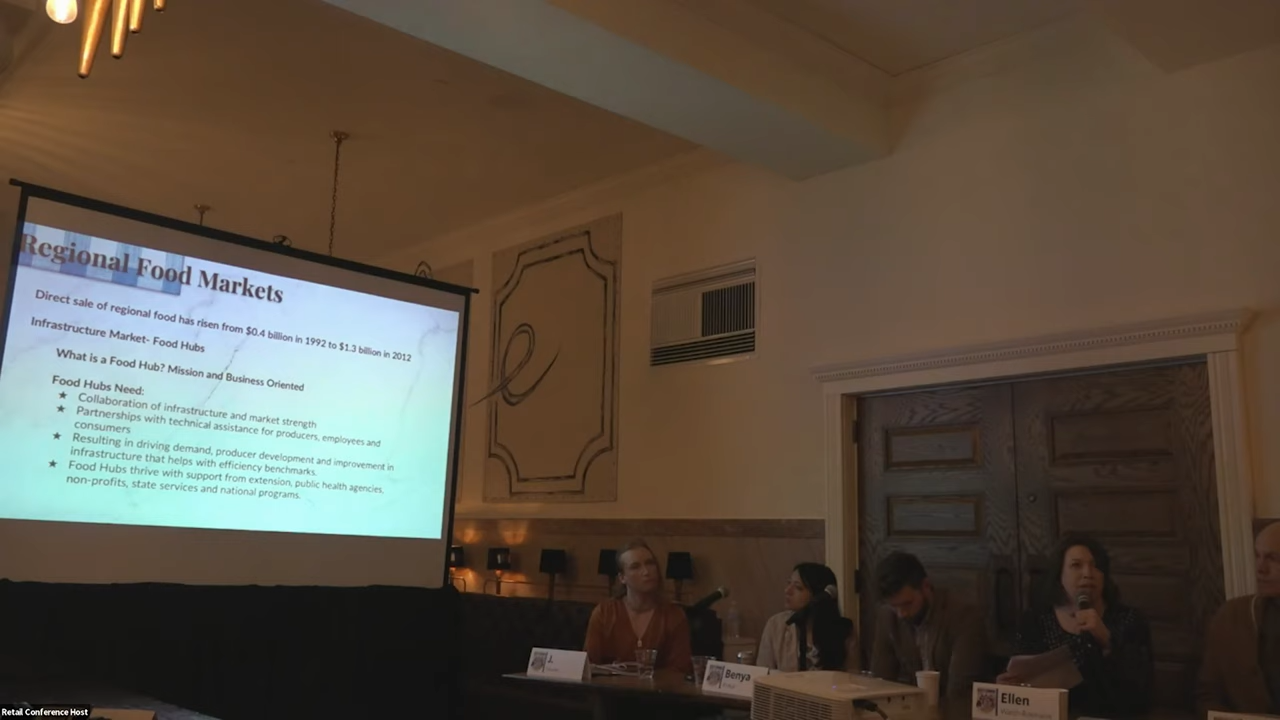 Regional Food Markets
Direct sale of regional food has risen from $0.4 billion in 1992 to $1.3 billion in 2012
Infrastructure Market- Food Hubs
What is a Food Hub? Mission and Business Oriented
Food Hubs Need:
★ Collaboration of infrastructure and market strength
★ Partnerships with technical assistance for producers, employees and
consumers
★ Resulting in driving demand, producer development and improvement in
infrastructure that helps with efficiency benchmarks.
★ Food Hubs thrive with support from extension, public health agencies,
non-profits, state services and national programs.
e
J.
Benya
Ellen
Retail Conference Host